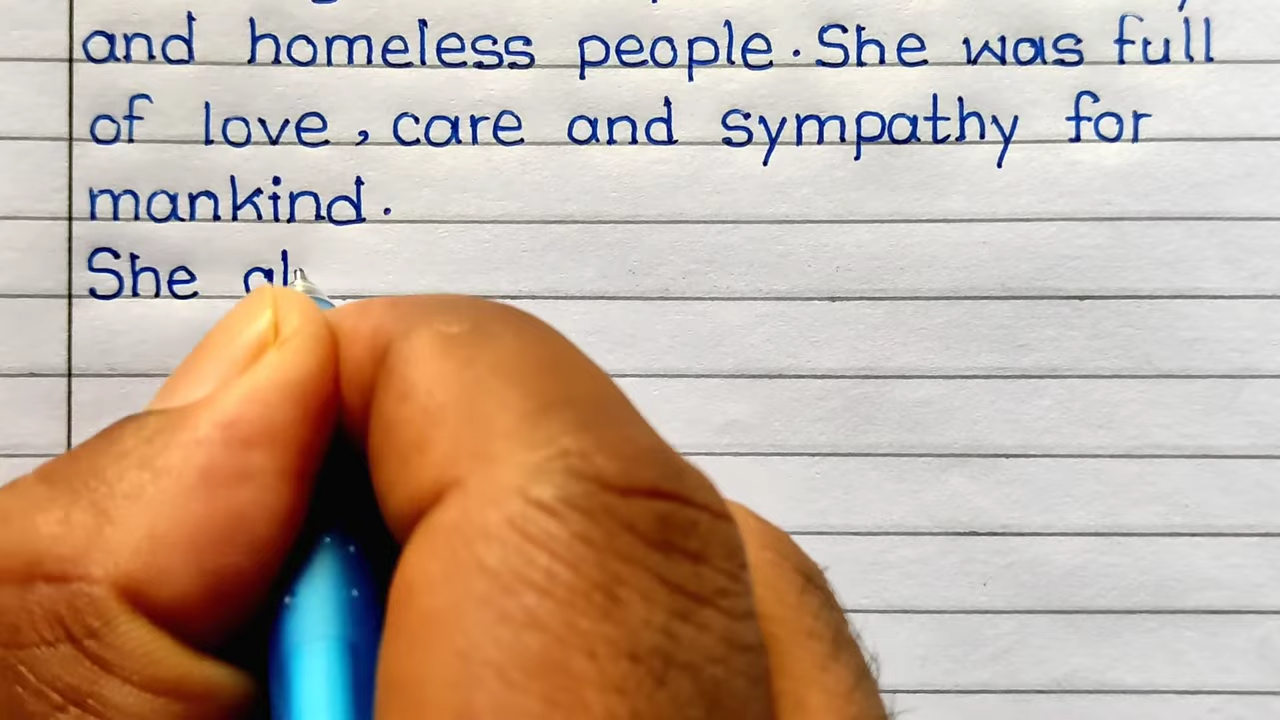 and homeless people. She was full
of love, care and sympathy for
mankind.
She